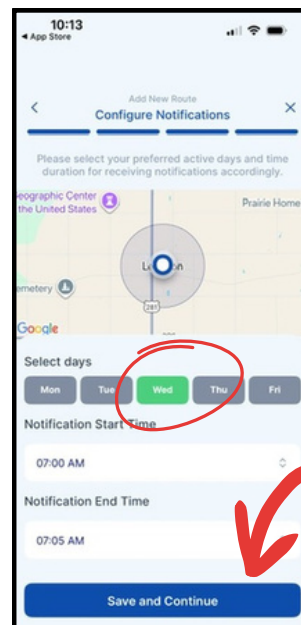 10:13
App Store
Add New Route
Configure Notifications
Please select your preferred active days and time
duration for receiving notifications accordingly.
eographic Center
the United States
Prairie Home
emetery
281
Google
Select days
Mon Tue Wed Thu Fri
Notification Start Time
07:00 AM
Notification End Time
07:05 AM
Save and Continue